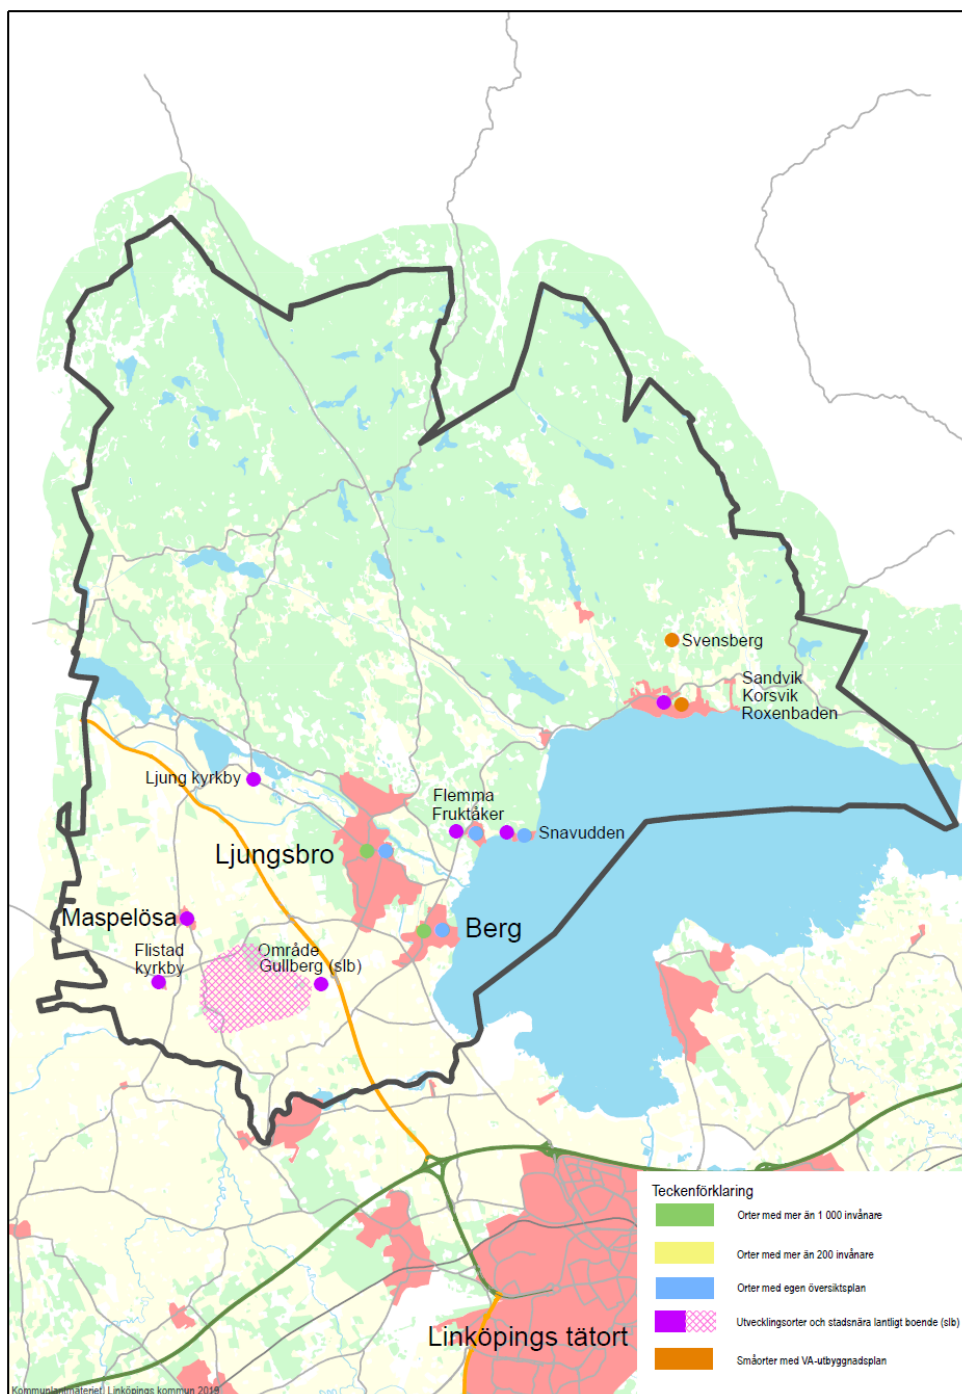 Svensberg
Sandvik
Korsvik
Roxenbaden
Ljung kyrkby
Flemma
Fruktåker
Snavudden
Ljungsbro
Maspelösa
Berg
Flistad
kyrkby
Område
Gullberg (slb)
Linköpings tätort
Teckenförklaring
Orter med mer än 1 000 invånare
Orter med mer än 200 invånare
Orter med egen översiktsplan
Utvecklingsorter och stadsnära lantligt boende (slb)
Småorter med VA-utbyggnadsplan
Kommunlantmäteriet, Linköpings kommun 2019